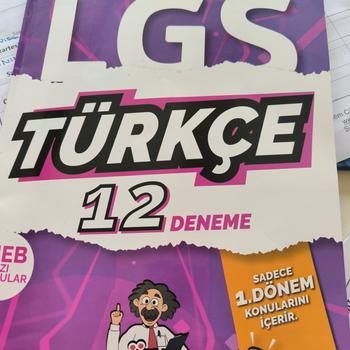 LGS
TÜRKÇE
12 DENEME
SADECE
1. DÖNEM
KONULARINI
İÇERİR.